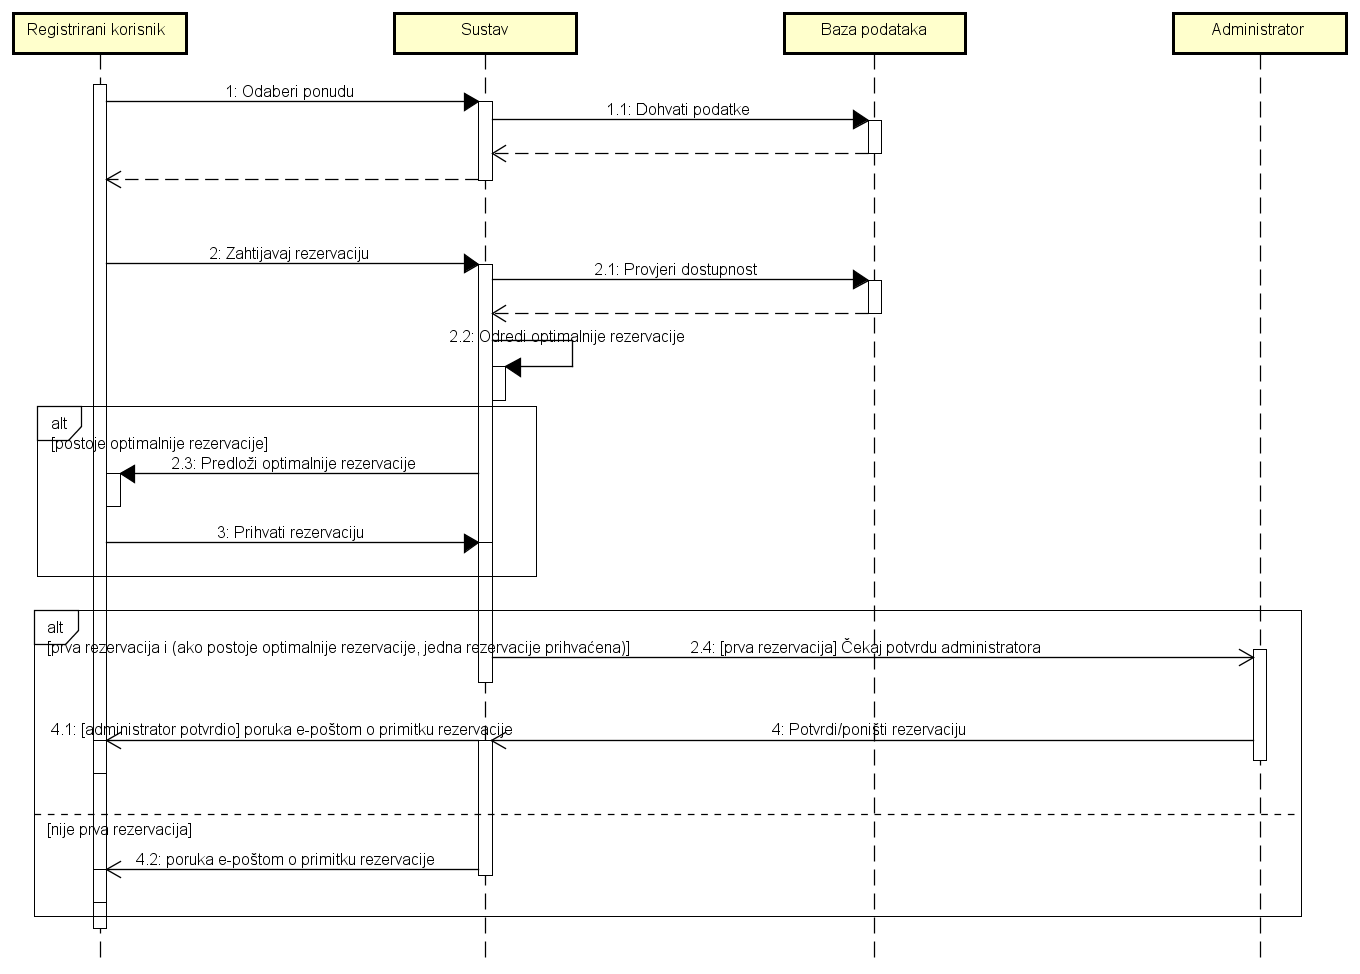 Registrirani korisnik
Sustav
Baza podataka
Administrator
1: Odaberi ponudu
1.1: Dohvati podatke
2: Zahtijavaj rezervaciju
2.1: Provjeri dostupnost
2.2: Odredi optimalnije rezervacije
alt
[postoje optimalnije rezervacije]
2.3: Predloži optimalnije rezervacije
3: Prihvati rezervaciju
alt
[prva rezervacija i (ako postoje optimalnije rezervacije, jedna rezervacije prihvaćena)]
2.4: [prva rezervacija] Čekaj potvrdu administratora
4.1: [administrator potvrdio] poruka e-poštom o primitku rezervacije
4: Potvrdi/poništi rezervaciju
[nije prva rezervacija]
4.2: poruka e-poštom o primitku rezervacije